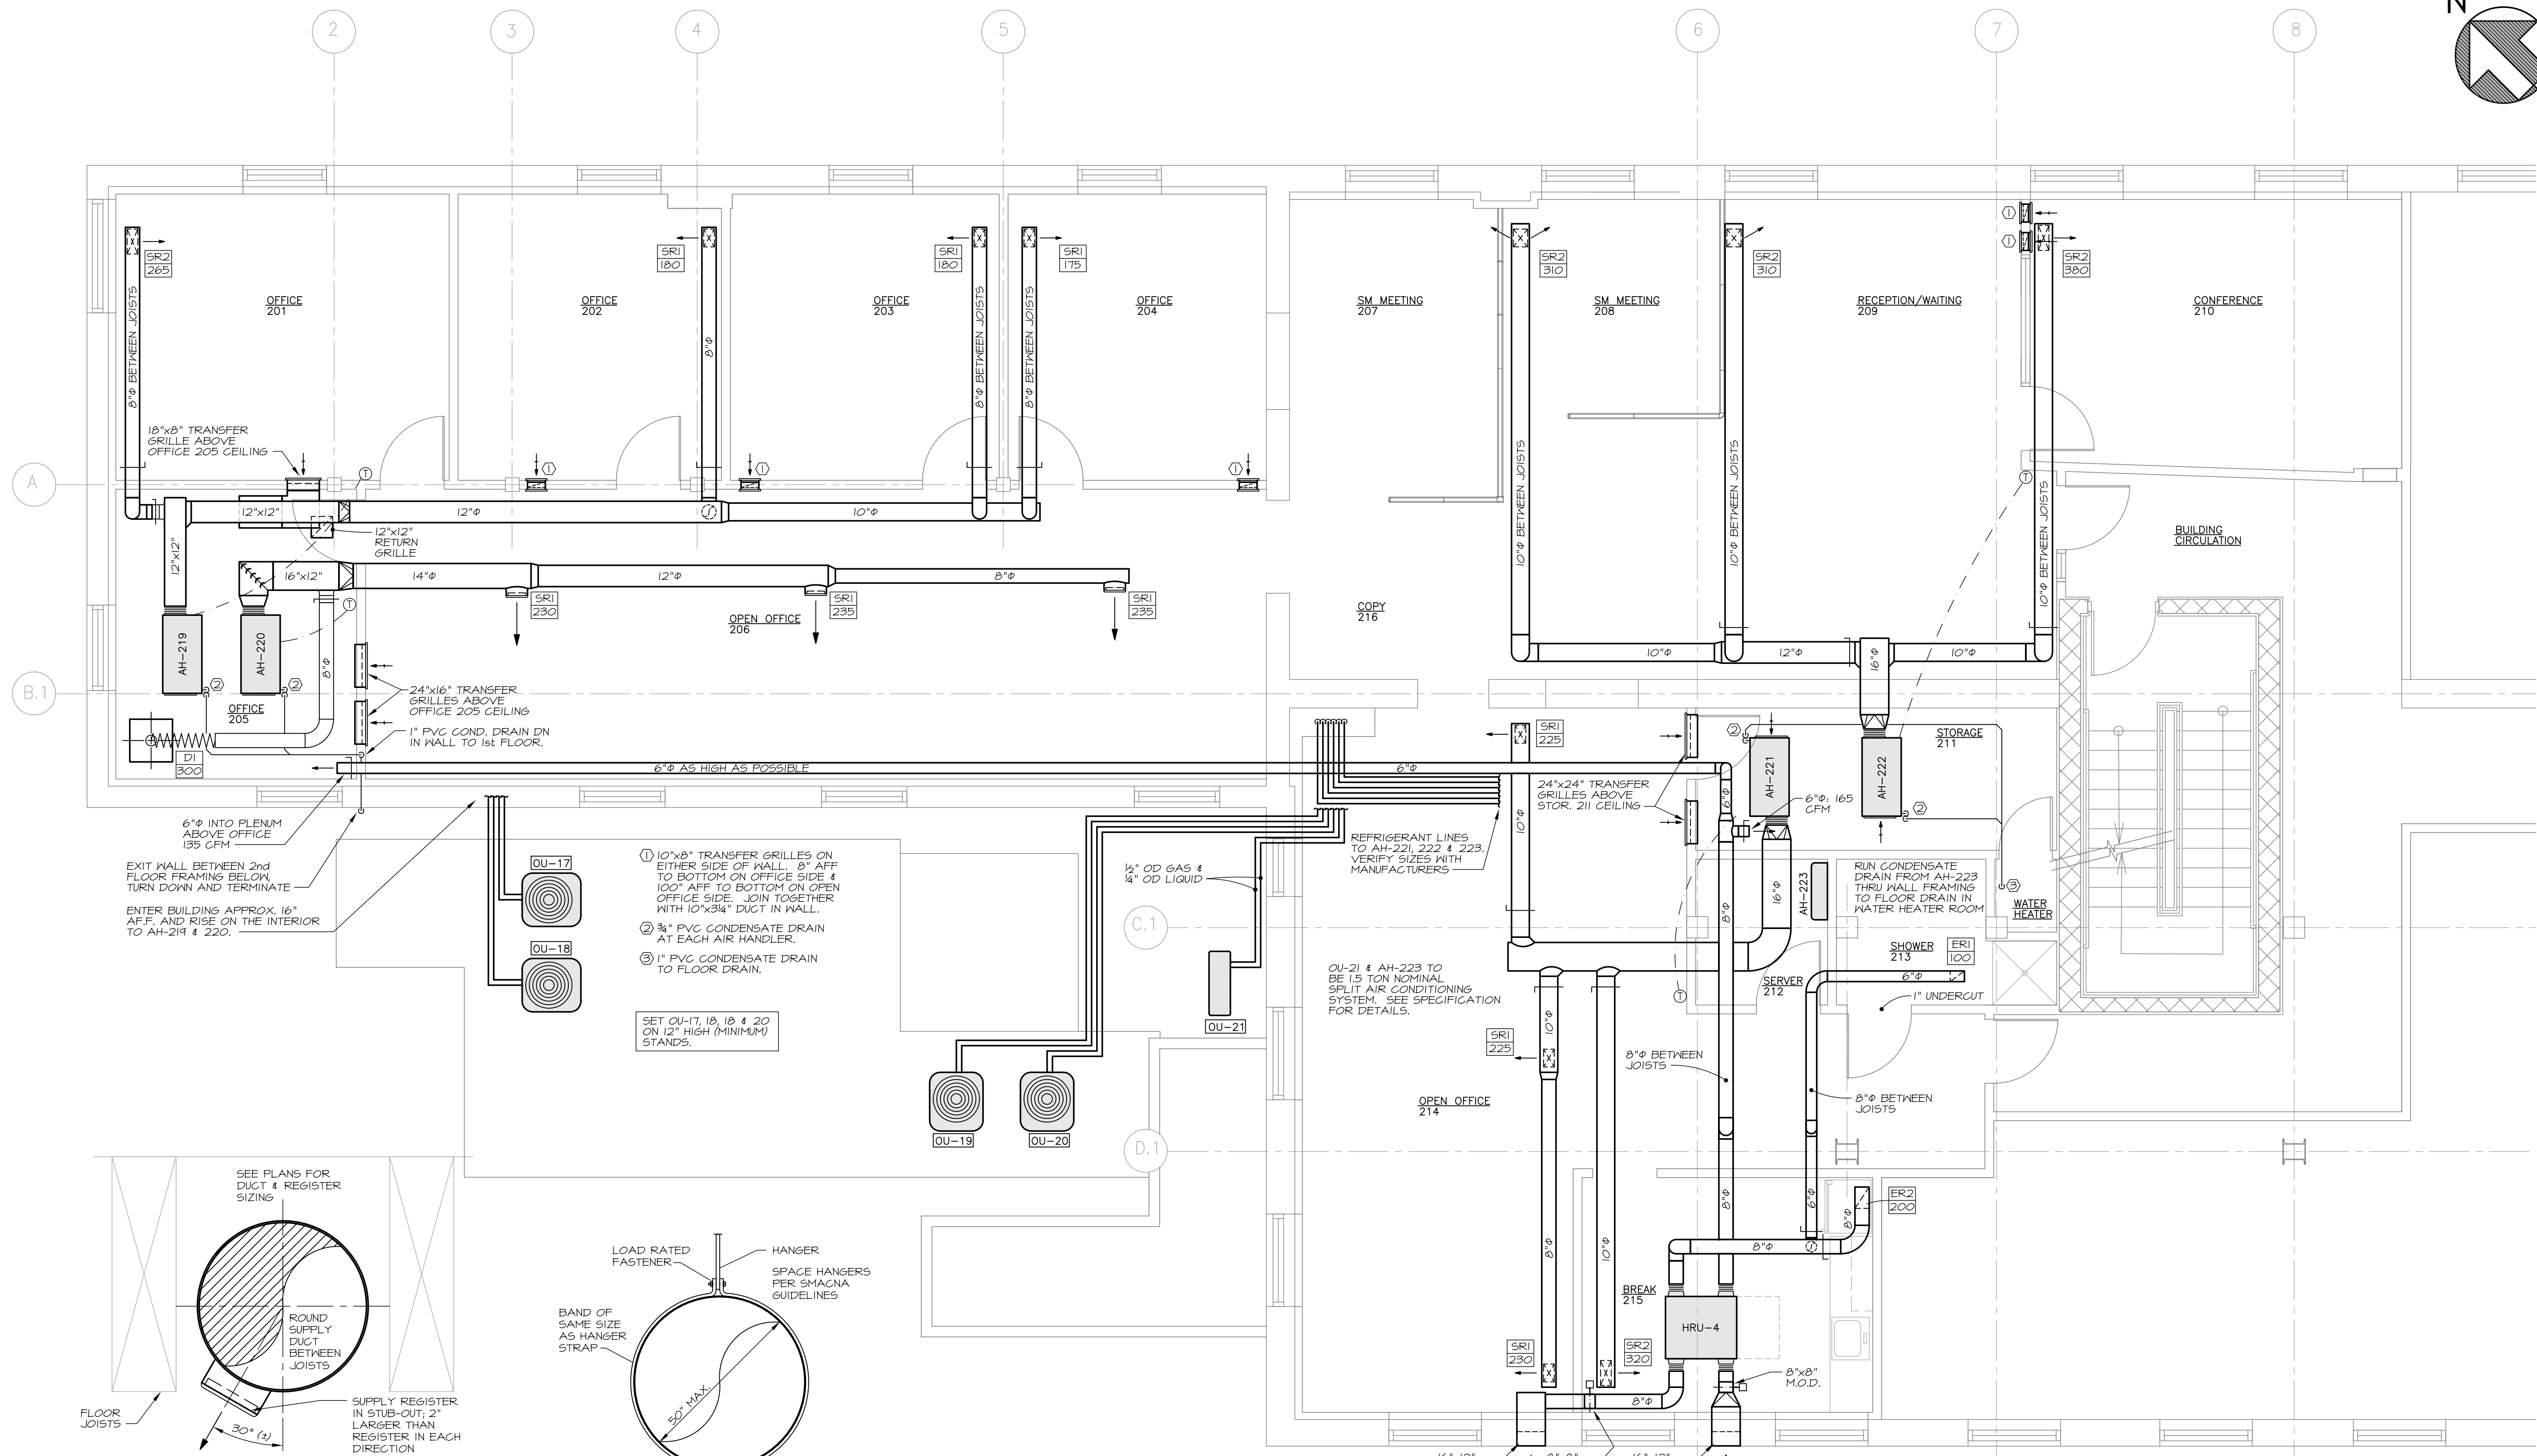 N
2
3
4
5
6
7
8
SR2
265
SR1
180
SR1
180
SR1
175
SR2
310
SR2
310
SR2
380
OFFICE
201
OFFICE
202
OFFICE
203
OFFICE
204
SM MEETING
207
SM MEETING
208
RECEPTION/WAITING
209
CONFERENCE
210
8"Φ BETWEEN JOISTS
8"Φ
8"Φ BETWEEN JOISTS
8"Φ BETWEEN JOISTS
10"Φ BETWEEN JOISTS
10"Φ BETWEEN JOISTS
10"Φ BETWEEN JOISTS
18"x8" TRANSFER
GRILLE ABOVE
OFFICE 205 CEILING
A
T
1
1
1
1
1
T
12"x12"
12"Φ
10"Φ
12"x12"
12"x12"
RETURN
GRILLE
BUILDING
CIRCULATION
16"x12"
14"Φ
12"Φ
8"Φ
T
SR1
230
SR1
235
SR1
235
OPEN OFFICE
206
COPY
216
AH-219
AH-220
8"Φ
10"Φ
12"Φ
16"Φ
10"Φ
B.1
2
2
OFFICE
205
24"x16" TRANSFER
GRILLES ABOVE
OFFICE 205 CEILING
1" PVC COND. DRAIN DN
IN WALL TO 1st FLOOR.
D1
300
6"Φ AS HIGH AS POSSIBLE
6"Φ
SR1
225
2
STORAGE
211
24"x24" TRANSFER
GRILLES ABOVE
STOR. 211 CEILING
6"Φ
AH-221
AH-222
6"Φ: 165
CFM
2
6"Φ INTO PLENUM
ABOVE OFFICE
135 CFM
EXIT WALL BETWEEN 2nd
FLOOR FRAMING BELOW,
TURN DOWN AND TERMINATE
ENTER BUILDING APPROX. 16"
A.F.F. AND RISE ON THE INTERIOR
TO AH-219 & 220.
OU-17
OU-18
1 10"x8" TRANSFER GRILLES ON
EITHER SIDE OF WALL. 8" AFF
TO BOTTOM ON OFFICE SIDE &
100" AFF TO BOTTOM ON OPEN
OFFICE SIDE. JOIN TOGETHER
WITH 10"x3¼" DUCT IN WALL.
2 ¾" PVC CONDENSATE DRAIN
AT EACH AIR HANDLER.
3 1" PVC CONDENSATE DRAIN
TO FLOOR DRAIN.
SET OU-17, 18, 18 & 20
ON 12" HIGH (MINIMUM)
STANDS.
½" OD GAS &
¼" OD LIQUID
REFRIGERANT LINES
TO AH-221, 222 & 223.
VERIFY SIZES WITH
MANUFACTURERS
10"Φ
16"Φ
8"Φ
AH-223
RUN CONDENSATE
DRAIN FROM AH-223
THRU WALL FRAMING
TO FLOOR DRAIN IN
WATER HEATER ROOM
3
WATER
HEATER
C.1
OU-21
OU-21 & AH-223 TO
BE 1.5 TON NOMINAL
SPLIT AIR CONDITIONING
SYSTEM. SEE SPECIFICATION
FOR DETAILS.
T
SERVER
212
SHOWER
213
ER1
100
6"Φ
1" UNDERCUT
SR1
225
10"Φ
8"Φ BETWEEN
JOISTS
8"Φ BETWEEN
JOISTS
OU-19
OU-20
OPEN OFFICE
214
D.1
8"Φ
6"Φ
ER2
200
8"Φ
8"Φ
8"Φ
10"Φ
BREAK
215
HRU-4
SR1
230
SR2
320
8"x8"
M.O.D.
8"Φ
SEE PLANS FOR
DUCT & REGISTER
SIZING
ROUND
SUPPLY
DUCT
BETWEEN
JOISTS
FLOOR
JOISTS
30° (±)
SUPPLY REGISTER
IN STUB-OUT; 2"
LARGER THAN
REGISTER IN EACH
DIRECTION
LOAD RATED
FASTENER
HANGER
SPACE HANGERS
PER SMACNA
GUIDELINES
BAND OF
SAME SIZE
AS HANGER
STRAP
50" MAX.